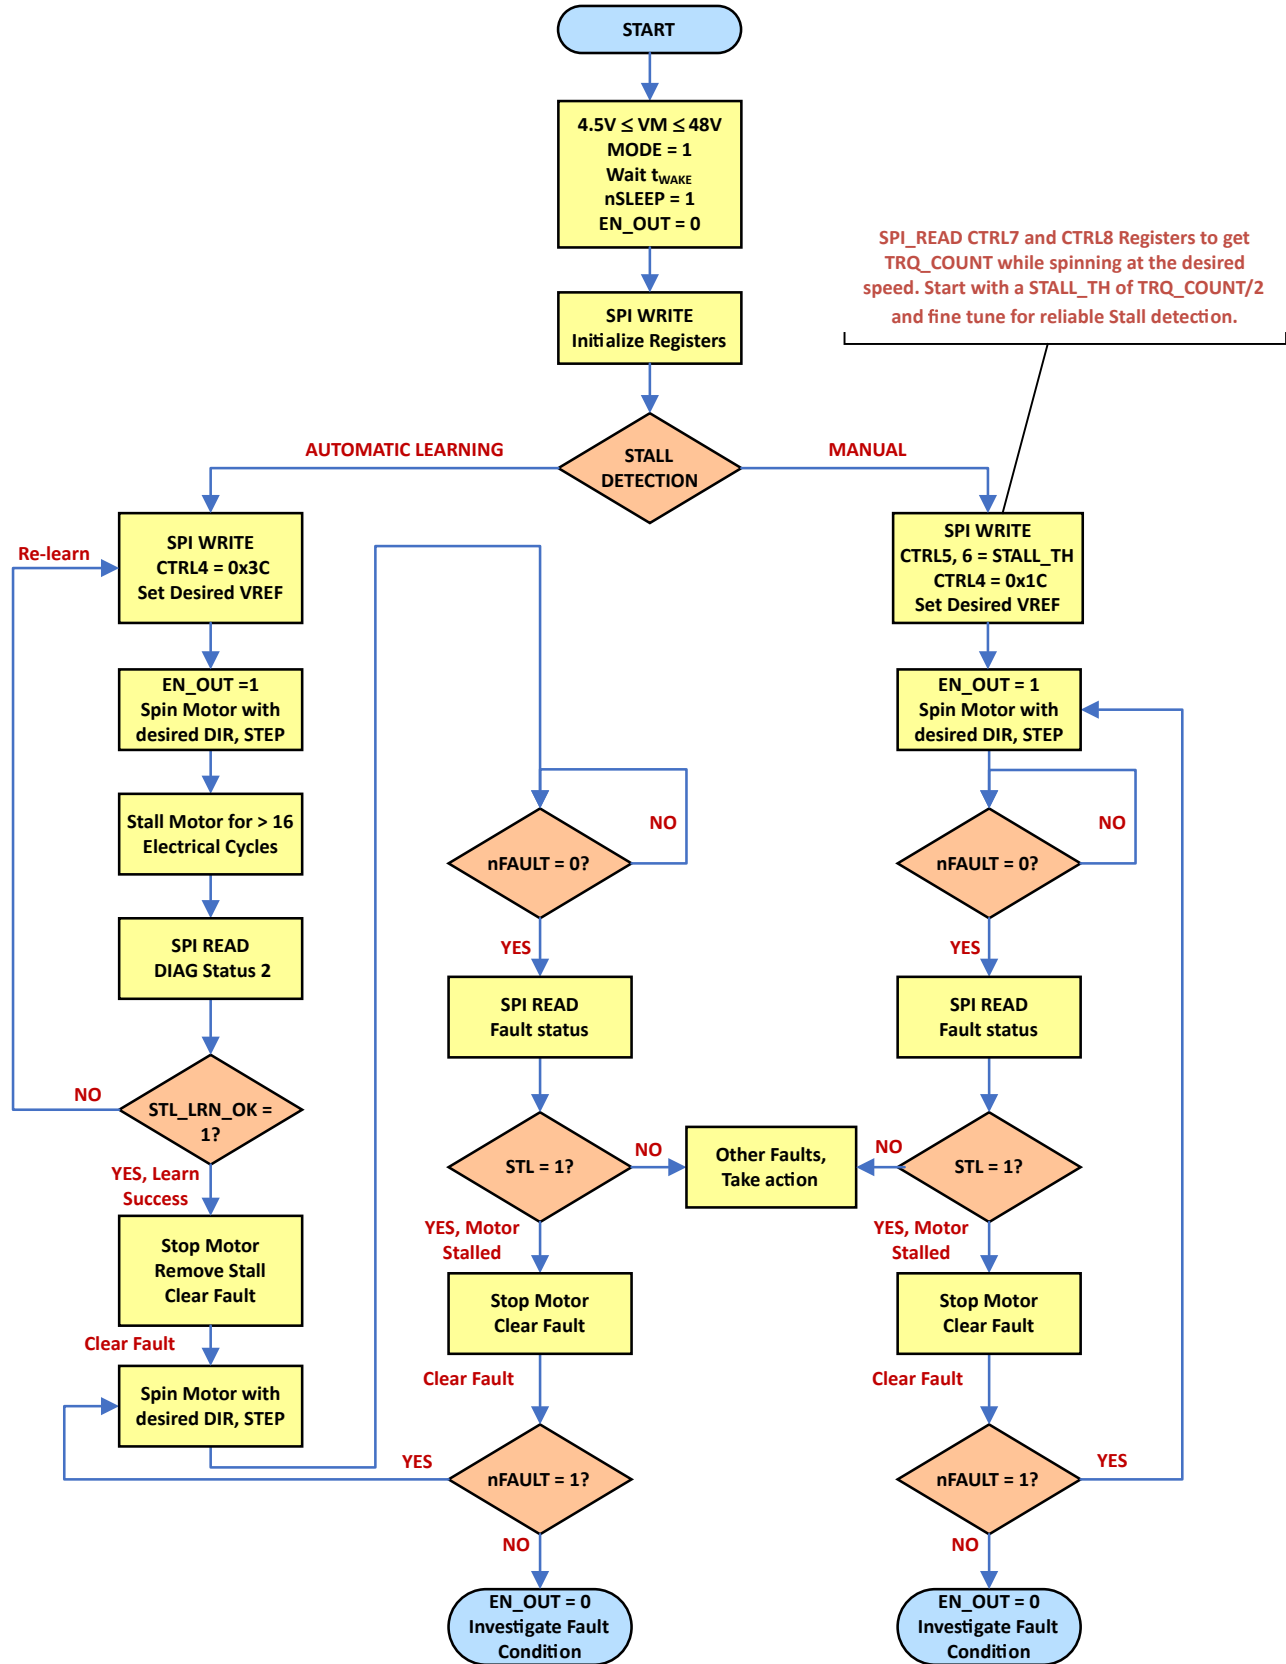 START
4.5V ≤ VM ≤ 48V
MODE = 1
Wait tWAKE
nSLEEP = 1
EN_OUT = 0
SPI_READ CTRL7 and CTRL8 Registers to get
TRQ_COUNT while spinning at the desired
speed. Start with a STALL_TH of TRQ_COUNT/2
and fine tune for reliable Stall detection.
SPI WRITE
Initialize Registers
STALL
DETECTION
AUTOMATIC LEARNING
MANUAL
Re-learn
SPI WRITE
CTRL4 = 0x3C
Set Desired VREF
EN_OUT =1
Spin Motor with
desired DIR, STEP
Stall Motor for > 16
Electrical Cycles
SPI READ
DIAG Status 2
STL_LRN_OK =
1?
NO
YES, Learn
Success
Stop Motor
Remove Stall
Clear Fault
Clear Fault
Spin Motor with
desired DIR, STEP
nFAULT = 0?
NO
YES
SPI READ
Fault status
STL = 1?
NO
Other Faults,
Take action
YES, Motor
Stalled
Stop Motor
Clear Fault
Clear Fault
nFAULT = 1?
YES
NO
EN_OUT = 0
Investigate Fault
Condition
SPI WRITE
CTRL5, 6 = STALL_TH
CTRL4 = 0x1C
Set Desired VREF
EN_OUT = 1
Spin Motor with
desired DIR, STEP
nFAULT = 0?
NO
YES
SPI READ
Fault status
STL = 1?
NO
YES, Motor
Stalled
Stop Motor
Clear Fault
Clear Fault
nFAULT = 1?
YES
NO
EN_OUT = 0
Investigate Fault
Condition